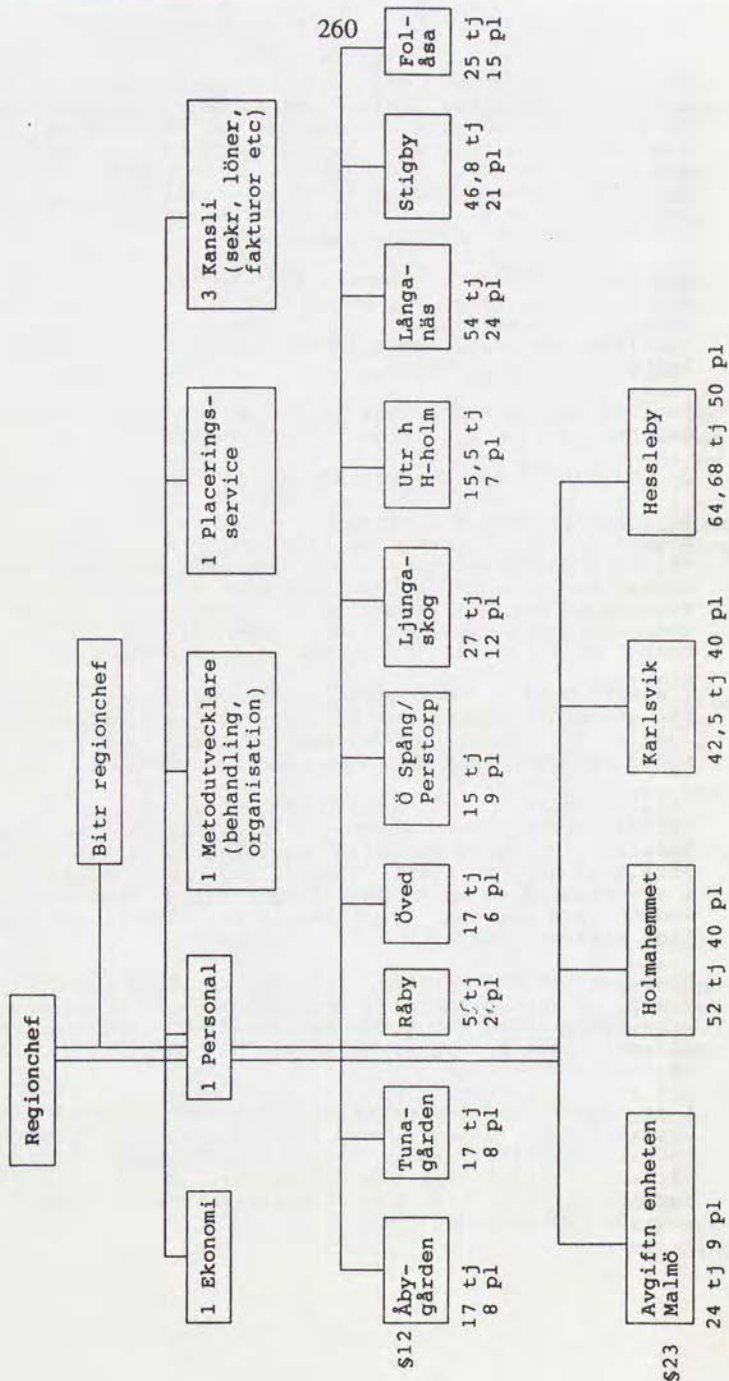 260
Regionchef
Bitr regionchef
1 Ekonomi
1 Personal
1 Metodutvecklare
(behandling,
organisation)
1 Placerings-
service
3 Kansli
(sekr, löner,
fakturor etc)
§12
Åby-
gården
17 tj
8 pl
Tuna-
gården
17 tj
8 pl
Råby
tj
pl
Öved
17 tj
6 pl
Ö Spång/
Perstorp
15 tj
9 pl
Ljunga-
skog
27 tj
12 pl
Utr h
H-holm
15,5 tj
7 pl
Långa-
näs
54 tj
24 pl
Stigby
46,8 tj
21 pl
Fol-
åsa
25 tj
15 pl
§23
Avgiftn enheten
Malmö
24 tj 9 pl
Holmahemmet
52 tj 40 pl
Karlsvik
42,5 tj 40 pl
Hessleby
64,68 tj 50 pl